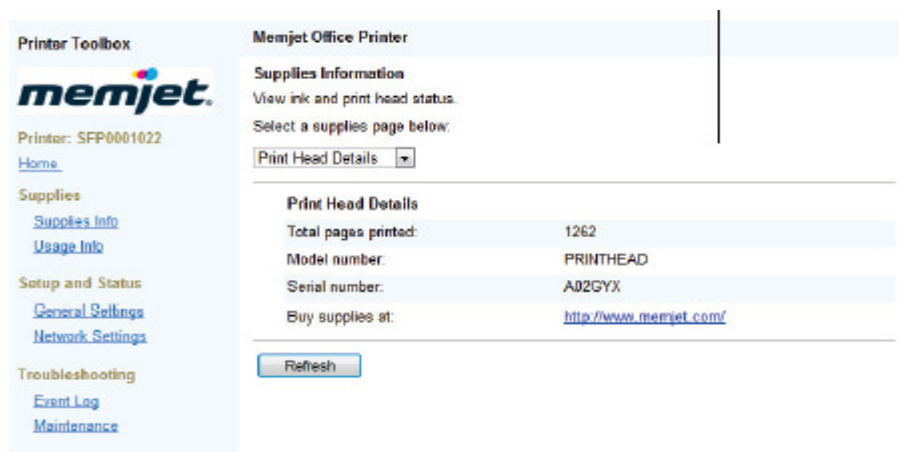 Printer Toolbox
memjet.
Printer: SFP0001022
Home
Supplies
Supplies Info
Usage Info
Setup and Status
General Settings
Network Settings
Troubleshooting
Event Log
Maintenance
Memjet Office Printer
Supplies Information
View ink and print head status.
Select a supplies page below:
Print Head Details
Print Head Details
Total pages printed: 1262
Model number: PRINTHEAD
Serial number: A02GYX
Buy supplies at: http://www.memjet.com/
Refresh